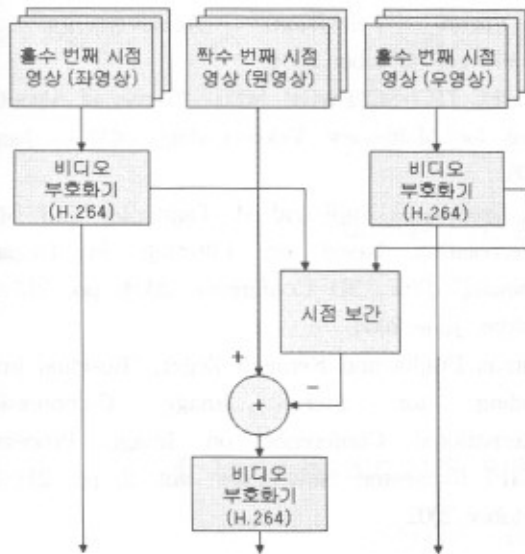 홀수 번째 시점
영상 (좌영상)
짝수 번째 시점
영상 (원영상)
홀수 번째 시점
영상 (우영상)
비디오
부호화기
(H.264)
비디오
부호화기
(H.264)
시점 보간
+
−
+
비디오
부호화기
(H.264)